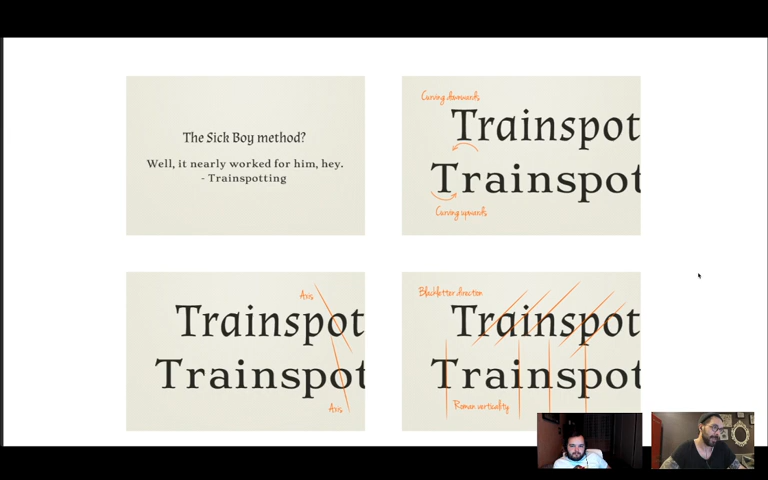 The Sick Boy method?
Well, it nearly worked for him, hey.
- Trainspotting
Curving downwards
Trainspot
Trainspot
Curving upwards
Axis
Trainspot
Trainspot
Axis
Blackletter direction
Trainspot
Trainspot
Roman verticality